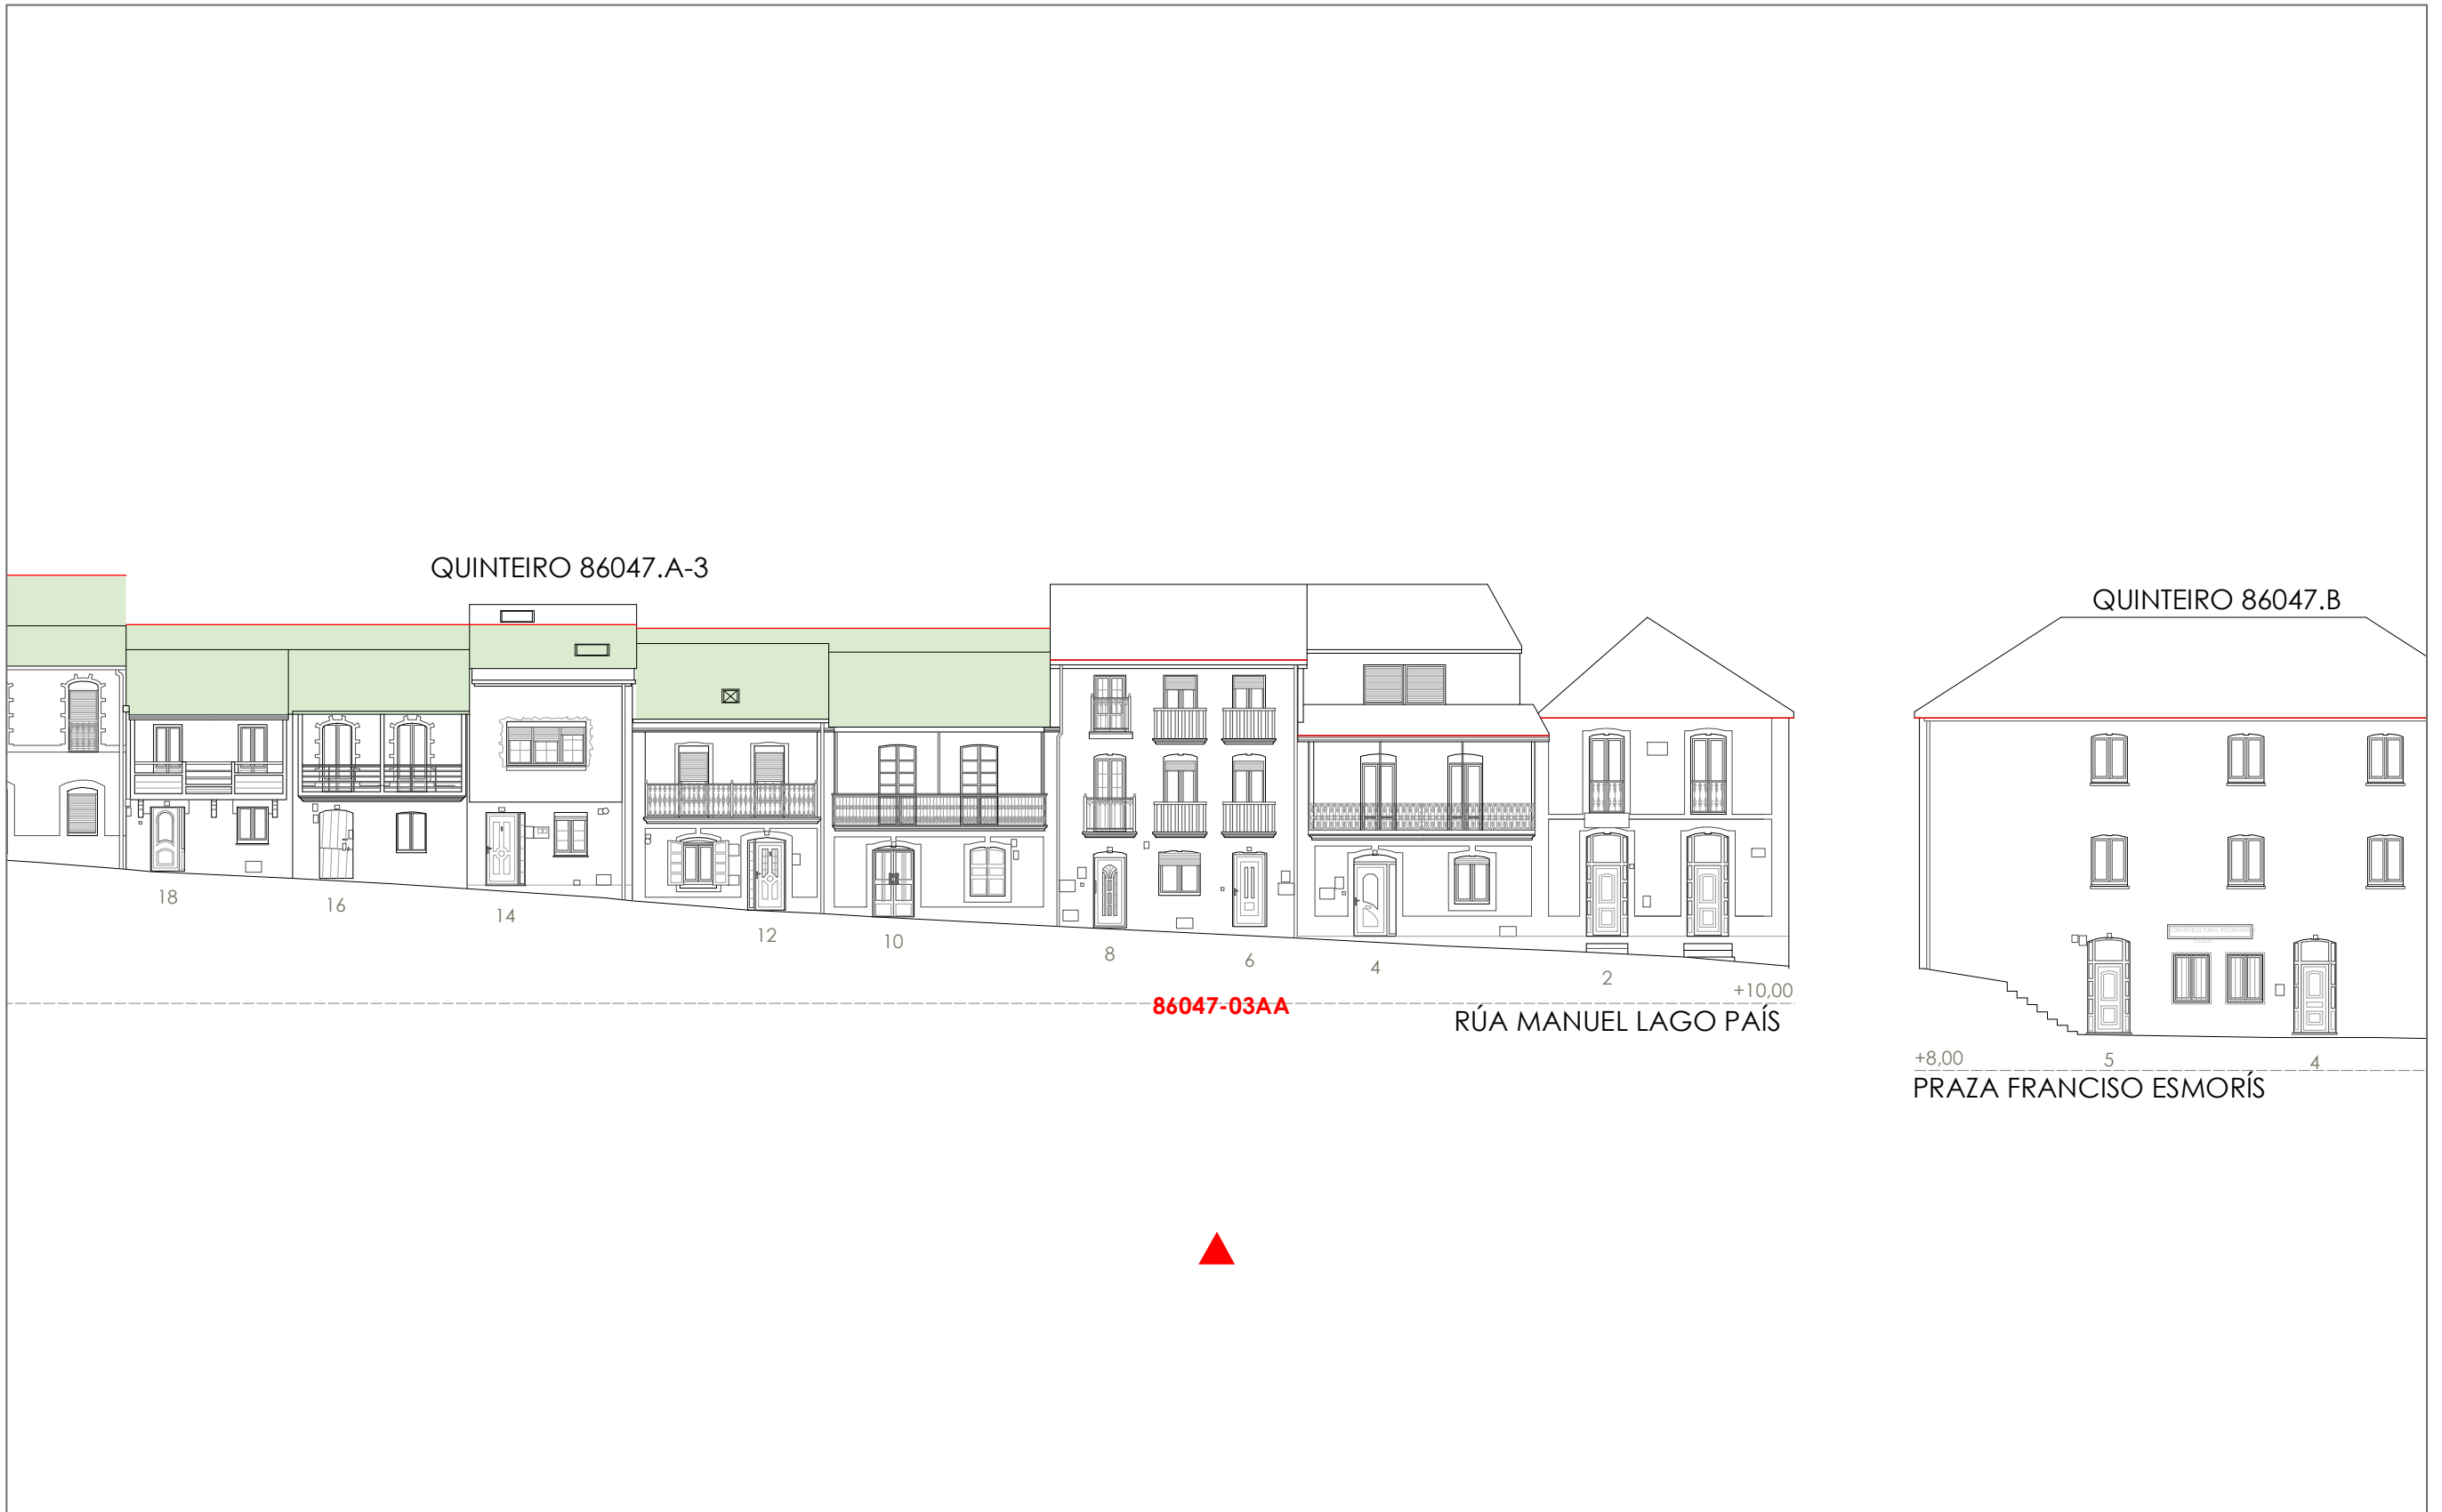 QUINTEIRO 86047.A-3
QUINTEIRO 86047.B
18
16
14
12
10
8
6
4
2
+10,00
86047-03AA
RÚA MANUEL LAGO PAÍS
+8,00
5
4
PRAZA FRANCISO ESMORÍS